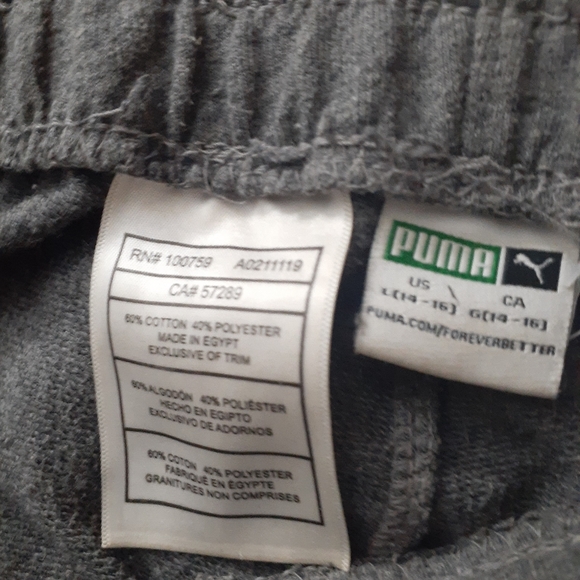 RN# 100759 A0211119
CA# 57289
60% COTTON 40% POLYESTER
MADE IN EGYPT
EXCLUSIVE OF TRIM
60% ALGODÓN 40% POLIÉSTER
HECHO EN EGIPTO
EXCLUSIVO DE ADORNOS
60% COTON 40% POLYESTER
FABRIQUÉ EN ÉGYPTE
GRANITURES NON COMPRISES
PUMA
US \ CA
L[14-16] G[14-16]
PUMA.COM/FOREVERBETTER